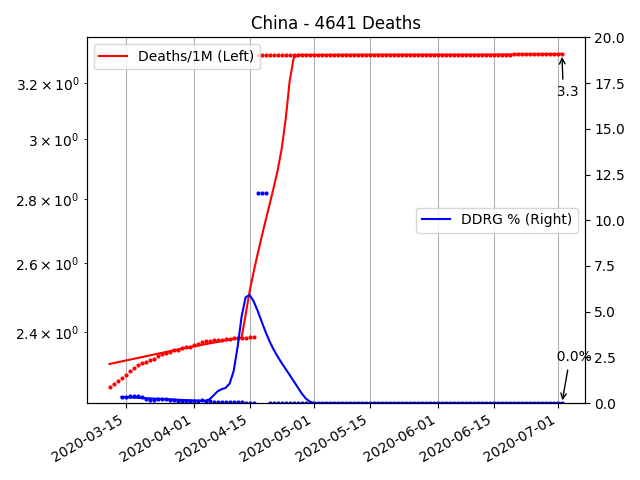 China - 4641 Deaths
Deaths/1M (Left)
DDRG % (Right)
3.3
0.0%
3.2 × 10⁰
3 × 10⁰
2.8 × 10⁰
2.6 × 10⁰
2.4 × 10⁰
20.0
17.5
15.0
12.5
10.0
7.5
5.0
2.5
0.0
2020-03-15
2020-04-01
2020-04-15
2020-05-01
2020-05-15
2020-06-01
2020-06-15
2020-07-01